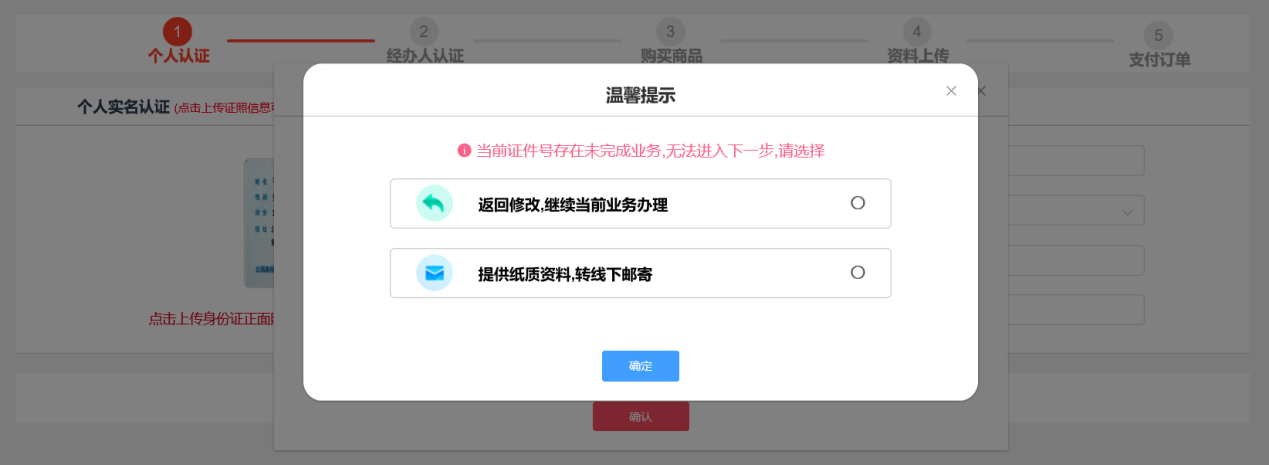 1
2
3
4
5
个人认证
经办人认证
购买商品
资料上传
支付订单
温馨提示
个人实名认证 (点击上传证照信息
当前证件号存在未完成业务,无法进入下一步,请选择
返回修改,继续当前业务办理
提供纸质资料,转线下邮寄
点击上传身份证正面
确定
确认